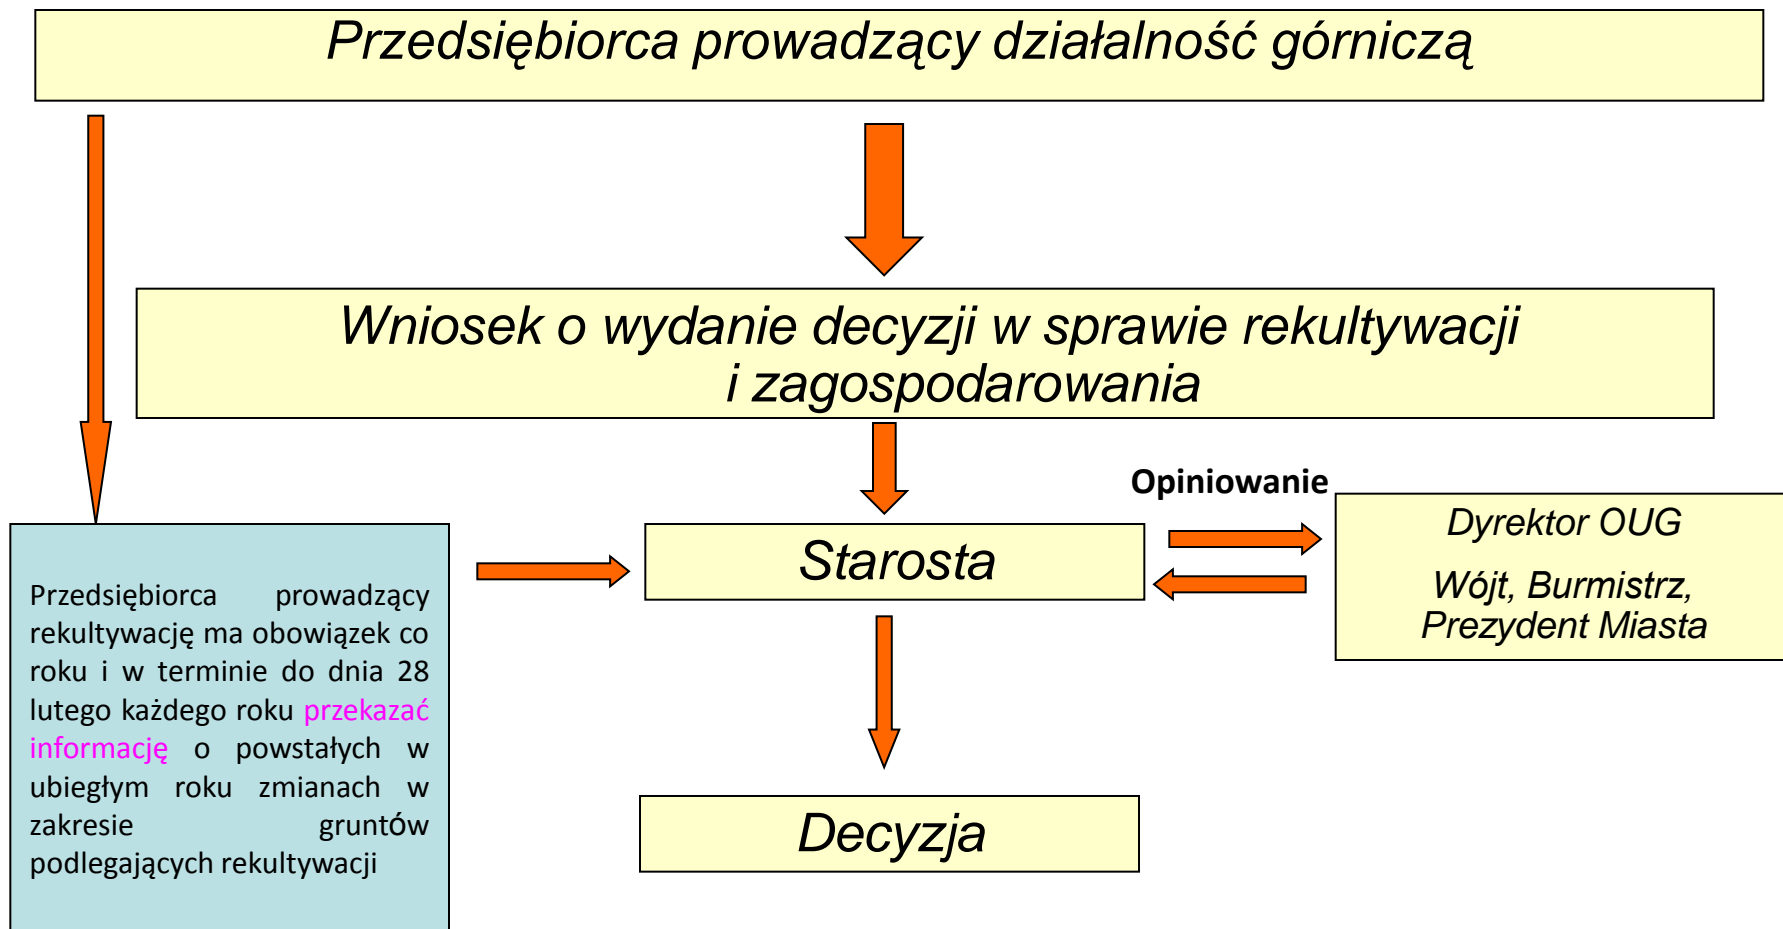 Przedsiębiorca prowadzący działalność górniczą
Wniosek o wydanie decyzji w sprawie rekultywacji
i zagospodarowania
Opiniowanie
Starosta
Dyrektor OUG
Wójt, Burmistrz,
Prezydent Miasta
Przedsiębiorca prowadzący
rekultywację ma obowiązek co
roku i w terminie do dnia 28
lutego każdego roku przekazać
informację o powstałych w
ubiegłym roku zmianach w
zakresie gruntów
podlegających rekultywacji
Decyzja